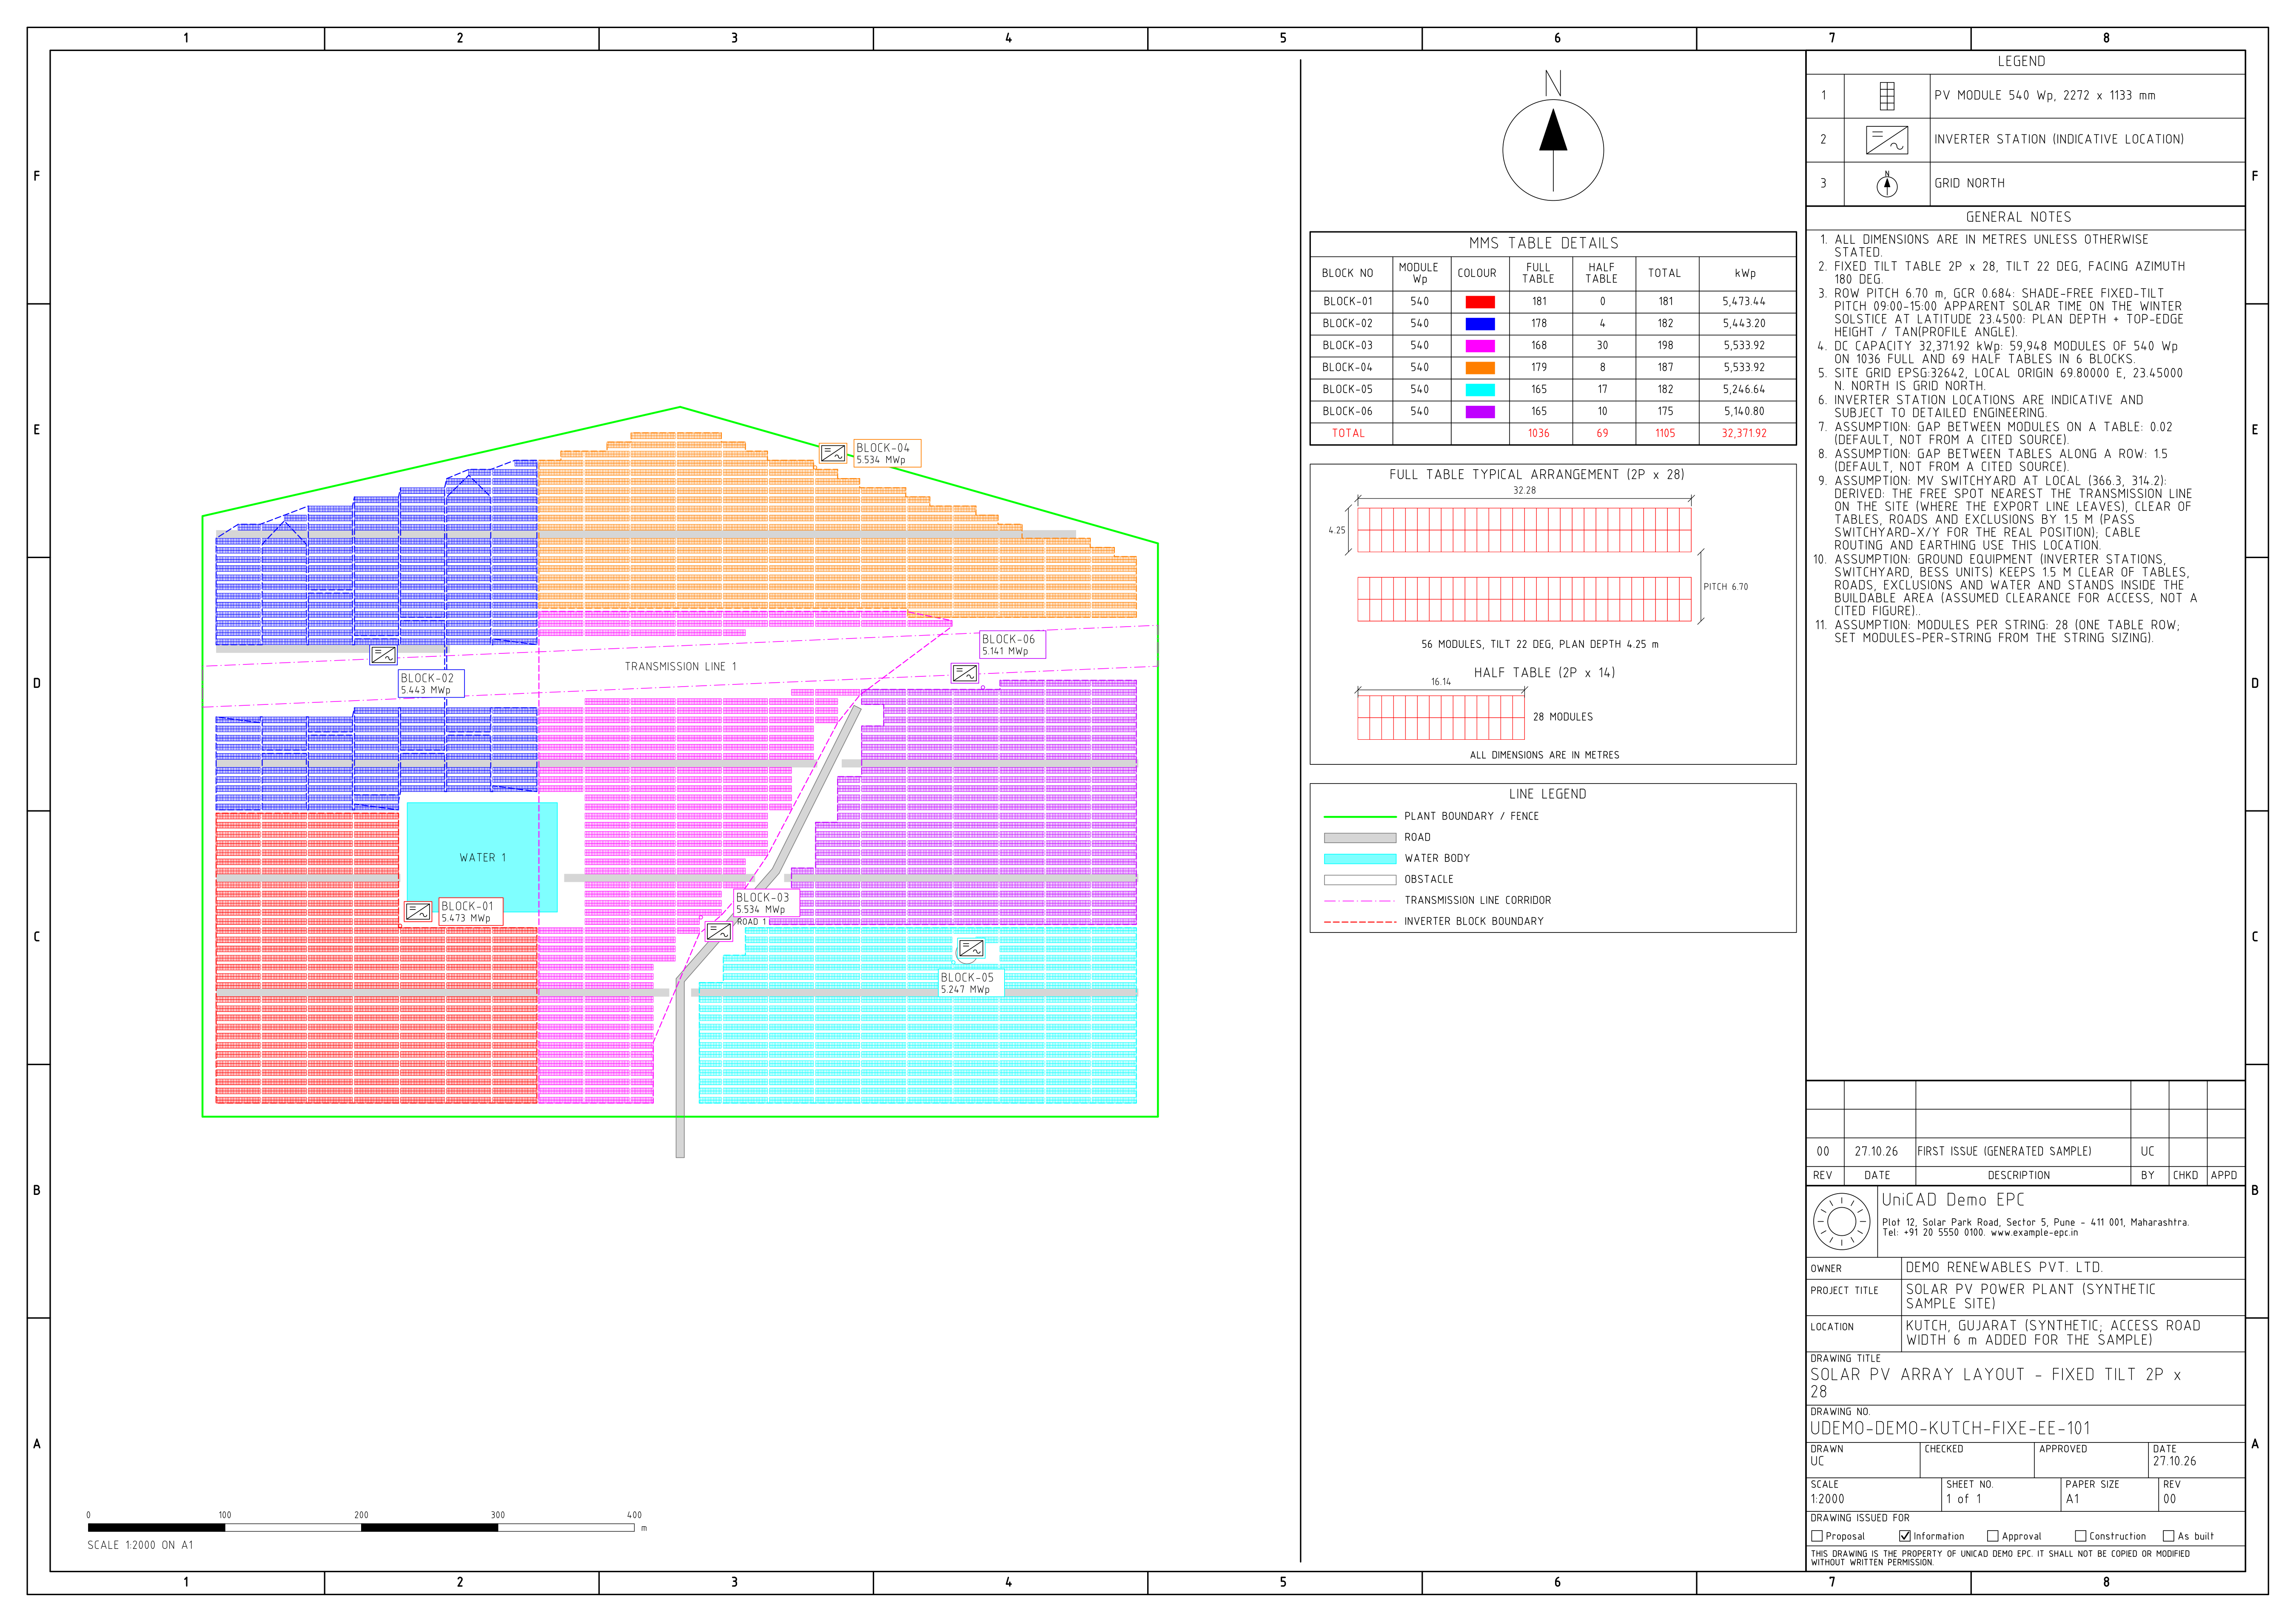 1 2 3 4 5 6 7 8
F
E
D
C
B
A
BLOCK-04
5.534 MWp
BLOCK-06
5.141 MWp
TRANSMISSION LINE 1
BLOCK-02
5.443 MWp
WATER 1
BLOCK-01
5.473 MWp
BLOCK-03
5.534 MWp
ROAD 1
BLOCK-05
5.247 MWp
0 100 200 300 400 m
SCALE 1:2000 ON A1
N
MMS TABLE DETAILS
BLOCK NO MODULE Wp COLOUR FULL TABLE HALF TABLE TOTAL kWp
BLOCK-01 540 181 0 181 5,473.44
BLOCK-02 540 178 4 182 5,443.20
BLOCK-03 540 168 30 198 5,533.92
BLOCK-04 540 179 8 187 5,533.92
BLOCK-05 540 165 17 182 5,246.64
BLOCK-06 540 165 10 175 5,140.80
TOTAL 1036 69 1105 32,371.92
FULL TABLE TYPICAL ARRANGEMENT (2P x 28)
32.28
4.25
PITCH 6.70
56 MODULES, TILT 22 DEG, PLAN DEPTH 4.25 m
HALF TABLE (2P x 14)
16.14
28 MODULES
ALL DIMENSIONS ARE IN METRES
LINE LEGEND
PLANT BOUNDARY / FENCE
ROAD
WATER BODY
OBSTACLE
TRANSMISSION LINE CORRIDOR
INVERTER BLOCK BOUNDARY
LEGEND
1 PV MODULE 540 Wp, 2272 x 1133 mm
2 INVERTER STATION (INDICATIVE LOCATION)
3 N GRID NORTH
GENERAL NOTES
1. ALL DIMENSIONS ARE IN METRES UNLESS OTHERWISE
STATED.
2. FIXED TILT TABLE 2P x 28, TILT 22 DEG, FACING AZIMUTH
180 DEG.
3. ROW PITCH 6.70 m, GCR 0.684: SHADE-FREE FIXED-TILT
PITCH 09:00-15:00 APPARENT SOLAR TIME ON THE WINTER
SOLSTICE AT LATITUDE 23.4500: PLAN DEPTH + TOP-EDGE
HEIGHT / TAN(PROFILE ANGLE).
4. DC CAPACITY 32,371.92 kWp: 59,948 MODULES OF 540 Wp
ON 1036 FULL AND 69 HALF TABLES IN 6 BLOCKS.
5. SITE GRID EPSG:32642, LOCAL ORIGIN 69.80000 E, 23.45000
N. NORTH IS GRID NORTH.
6. INVERTER STATION LOCATIONS ARE INDICATIVE AND
SUBJECT TO DETAILED ENGINEERING.
7. ASSUMPTION: GAP BETWEEN MODULES ON A TABLE: 0.02
(DEFAULT, NOT FROM A CITED SOURCE).
8. ASSUMPTION: GAP BETWEEN TABLES ALONG A ROW: 1.5
(DEFAULT, NOT FROM A CITED SOURCE).
9. ASSUMPTION: MV SWITCHYARD AT LOCAL (366.3, 314.2):
DERIVED: THE FREE SPOT NEAREST THE TRANSMISSION LINE
ON THE SITE (WHERE THE EXPORT LINE LEAVES), CLEAR OF
TABLES, ROADS AND EXCLUSIONS BY 1.5 M (PASS
SWITCHYARD-X/Y FOR THE REAL POSITION); CABLE
ROUTING AND EARTHING USE THIS LOCATION.
10. ASSUMPTION: GROUND EQUIPMENT (INVERTER STATIONS,
SWITCHYARD, BESS UNITS) KEEPS 1.5 M CLEAR OF TABLES,
ROADS, EXCLUSIONS AND WATER AND STANDS INSIDE THE
BUILDABLE AREA (ASSUMED CLEARANCE FOR ACCESS, NOT A
CITED FIGURE)..
11. ASSUMPTION: MODULES PER STRING: 28 (ONE TABLE ROW;
SET MODULES-PER-STRING FROM THE STRING SIZING).
00 27.10.26 FIRST ISSUE (GENERATED SAMPLE) UC
REV DATE DESCRIPTION BY CHKD APPD
UniCAD Demo EPC
Plot 12, Solar Park Road, Sector 5, Pune - 411 001, Maharashtra.
Tel: +91 20 5550 0100. www.example-epc.in
OWNER DEMO RENEWABLES PVT. LTD.
PROJECT TITLE SOLAR PV POWER PLANT (SYNTHETIC
SAMPLE SITE)
LOCATION KUTCH, GUJARAT (SYNTHETIC; ACCESS ROAD
WIDTH 6 m ADDED FOR THE SAMPLE)
DRAWING TITLE
SOLAR PV ARRAY LAYOUT - FIXED TILT 2P x
28
DRAWING NO.
UDEMO-DEMO-KUTCH-FIXE-EE-101
DRAWN CHECKED APPROVED DATE
UC 27.10.26
SCALE SHEET NO. PAPER SIZE REV
1:2000 1 of 1 A1 00
DRAWING ISSUED FOR
Proposal Information Approval Construction As built
THIS DRAWING IS THE PROPERTY OF UNICAD DEMO EPC. IT SHALL NOT BE COPIED OR MODIFIED
WITHOUT WRITTEN PERMISSION.
F
E
D
C
B
A
1 2 3 4 5 6 7 8